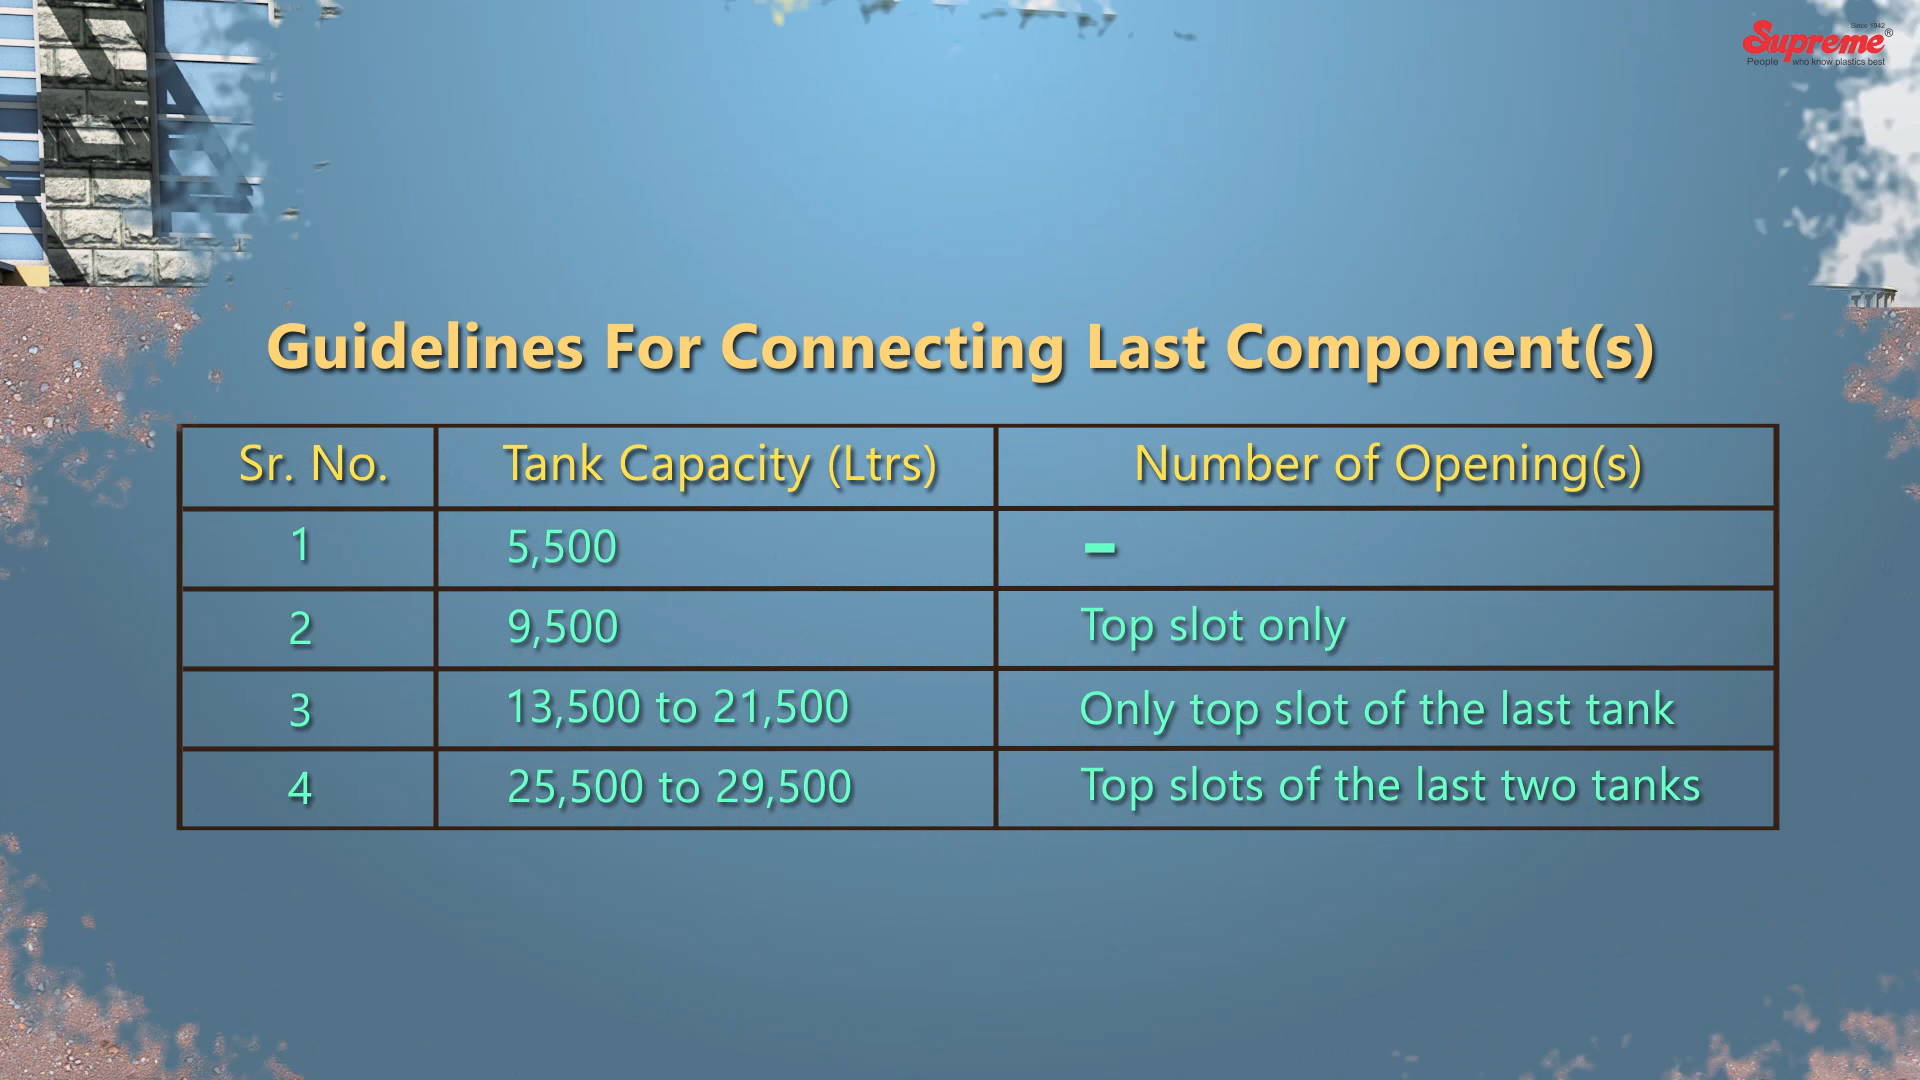 Since 1942
Supreme®
People who know plastics best
Guidelines For Connecting Last Component(s)
Sr. No. Tank Capacity (Ltrs) Number of Opening(s)
1 5,500 –
2 9,500 Top slot only
3 13,500 to 21,500 Only top slot of the last tank
4 25,500 to 29,500 Top slots of the last two tanks